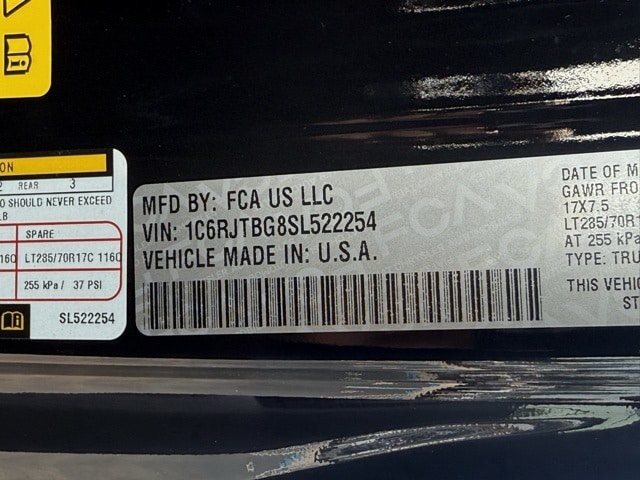 ON
2 REAR 3
O SHOULD NEVER EXCEED
LB
SPARE
116C LT285/70R17C 116C
255 kPa / 37 PSI
SL522254
MFD BY: FCA US LLC
VIN: 1C6RJTBG8SL522254
VEHICLE MADE IN: U.S.A.
DATE OF M
GAWR FRO
17X7.5
LT285/70R1
AT 255 kPa
TYPE: TRU
THIS VEHIC
ST